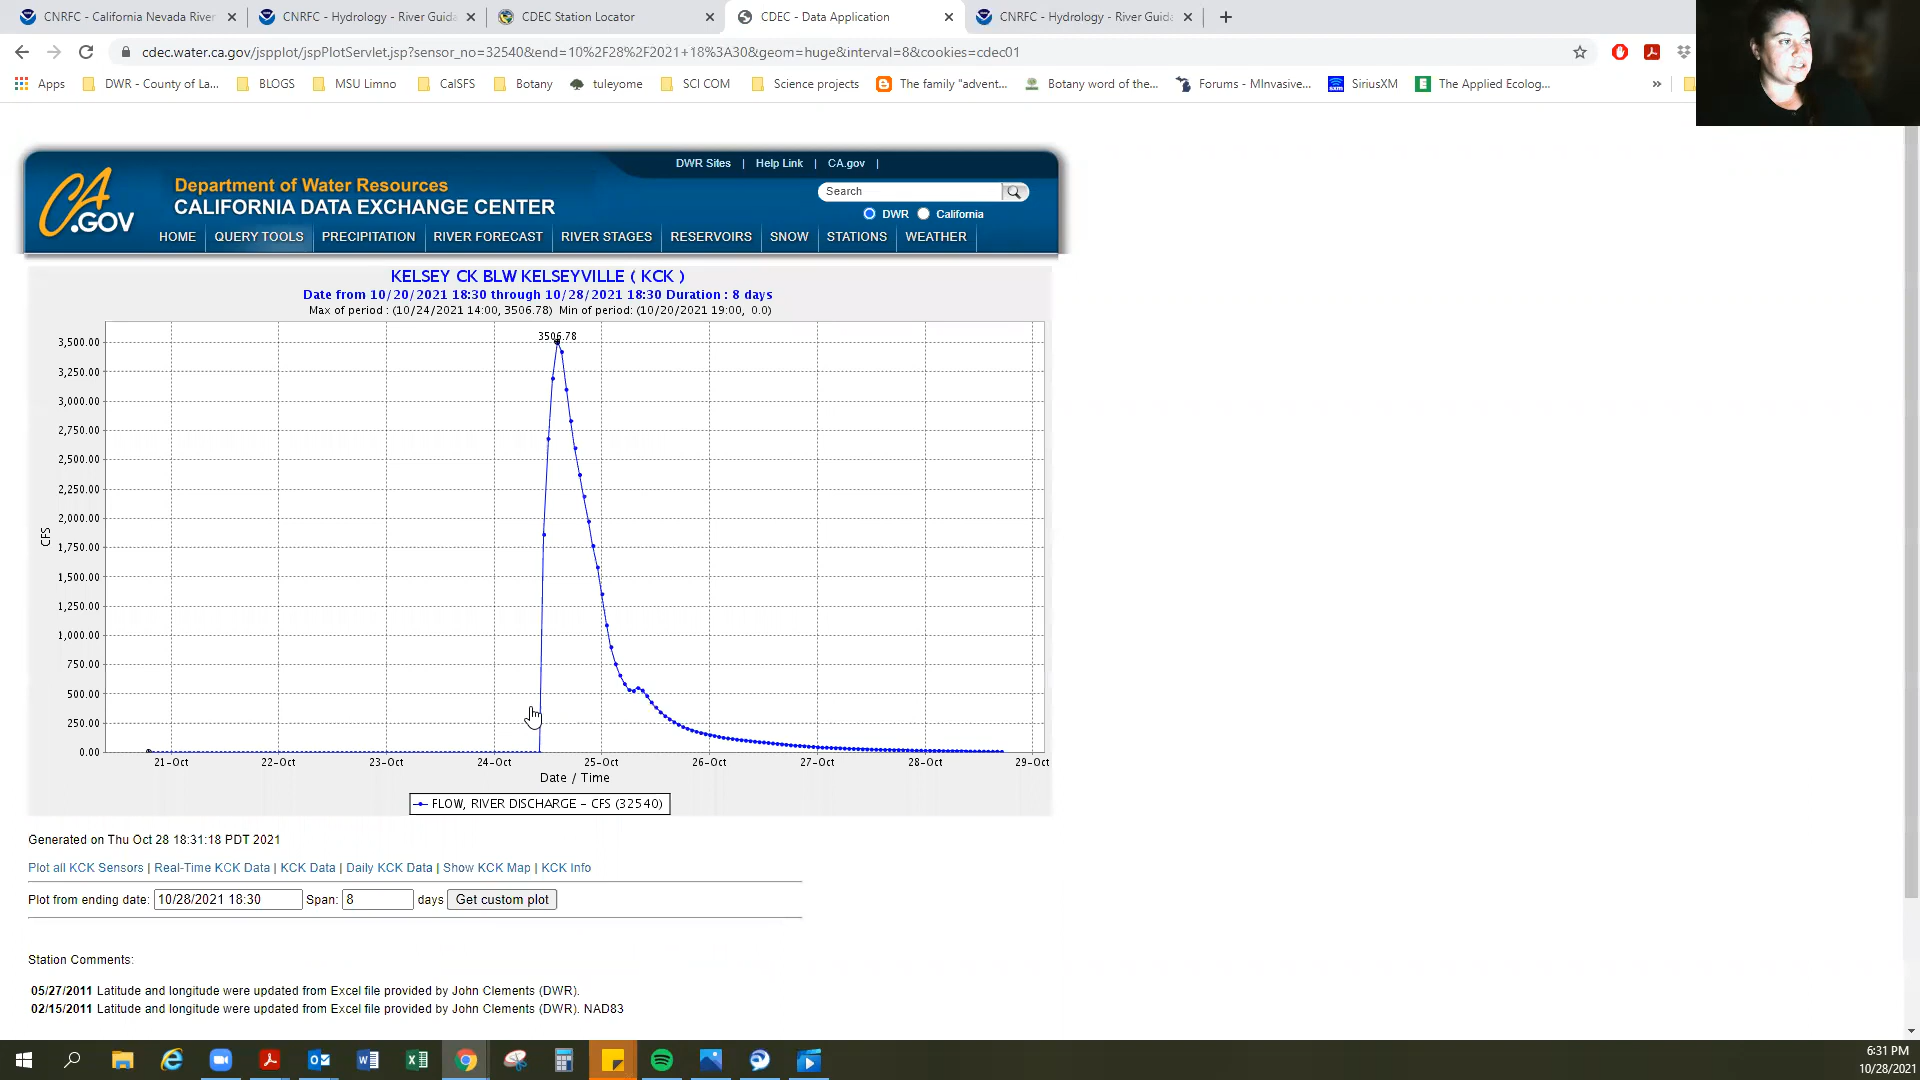 CNRFC - California Nevada River
CNRFC - Hydrology - River Guida
CDEC Station Locator
CDEC - Data Application
CNRFC - Hydrology - River Guida
cdec.water.ca.gov/jspplot/jspPlotServlet.jsp?sensor_no=32540&end=10%2F28%2F2021+18%3A30&geom=huge&interval=8&cookies=cdec01
Apps
DWR - County of La...
BLOGS
MSU Limno
CalSFS
Botany
tuleyome
SCI COM
Science projects
The family "advent...
Botany word of the...
Forums - MInvasive...
SiriusXM
The Applied Ecolog...
»
DWR Sites | Help Link | CA.gov |
CA.GOV
Department of Water Resources
CALIFORNIA DATA EXCHANGE CENTER
Search
DWR California
HOME QUERY TOOLS PRECIPITATION RIVER FORECAST RIVER STAGES RESERVOIRS SNOW STATIONS WEATHER
KELSEY CK BLW KELSEYVILLE ( KCK )
Date from 10/20/2021 18:30 through 10/28/2021 18:30 Duration : 8 days
Max of period : (10/24/2021 14:00, 3506.78) Min of period: (10/20/2021 19:00, 0.0)
3506.78
3,500.00
3,250.00
3,000.00
2,750.00
2,500.00
2,250.00
2,000.00
1,750.00
1,500.00
1,250.00
1,000.00
750.00
500.00
250.00
0.00
CFS
21-Oct 22-Oct 23-Oct 24-Oct 25-Oct 26-Oct 27-Oct 28-Oct 29-Oct
Date / Time
FLOW, RIVER DISCHARGE - CFS (32540)
Generated on Thu Oct 28 18:31:18 PDT 2021
Plot all KCK Sensors | Real-Time KCK Data | KCK Data | Daily KCK Data | Show KCK Map | KCK Info
Plot from ending date: 10/28/2021 18:30 Span: 8 days Get custom plot
Station Comments:
05/27/2011 Latitude and longitude were updated from Excel file provided by John Clements (DWR).
02/15/2011 Latitude and longitude were updated from Excel file provided by John Clements (DWR). NAD83
6:31 PM
10/28/2021